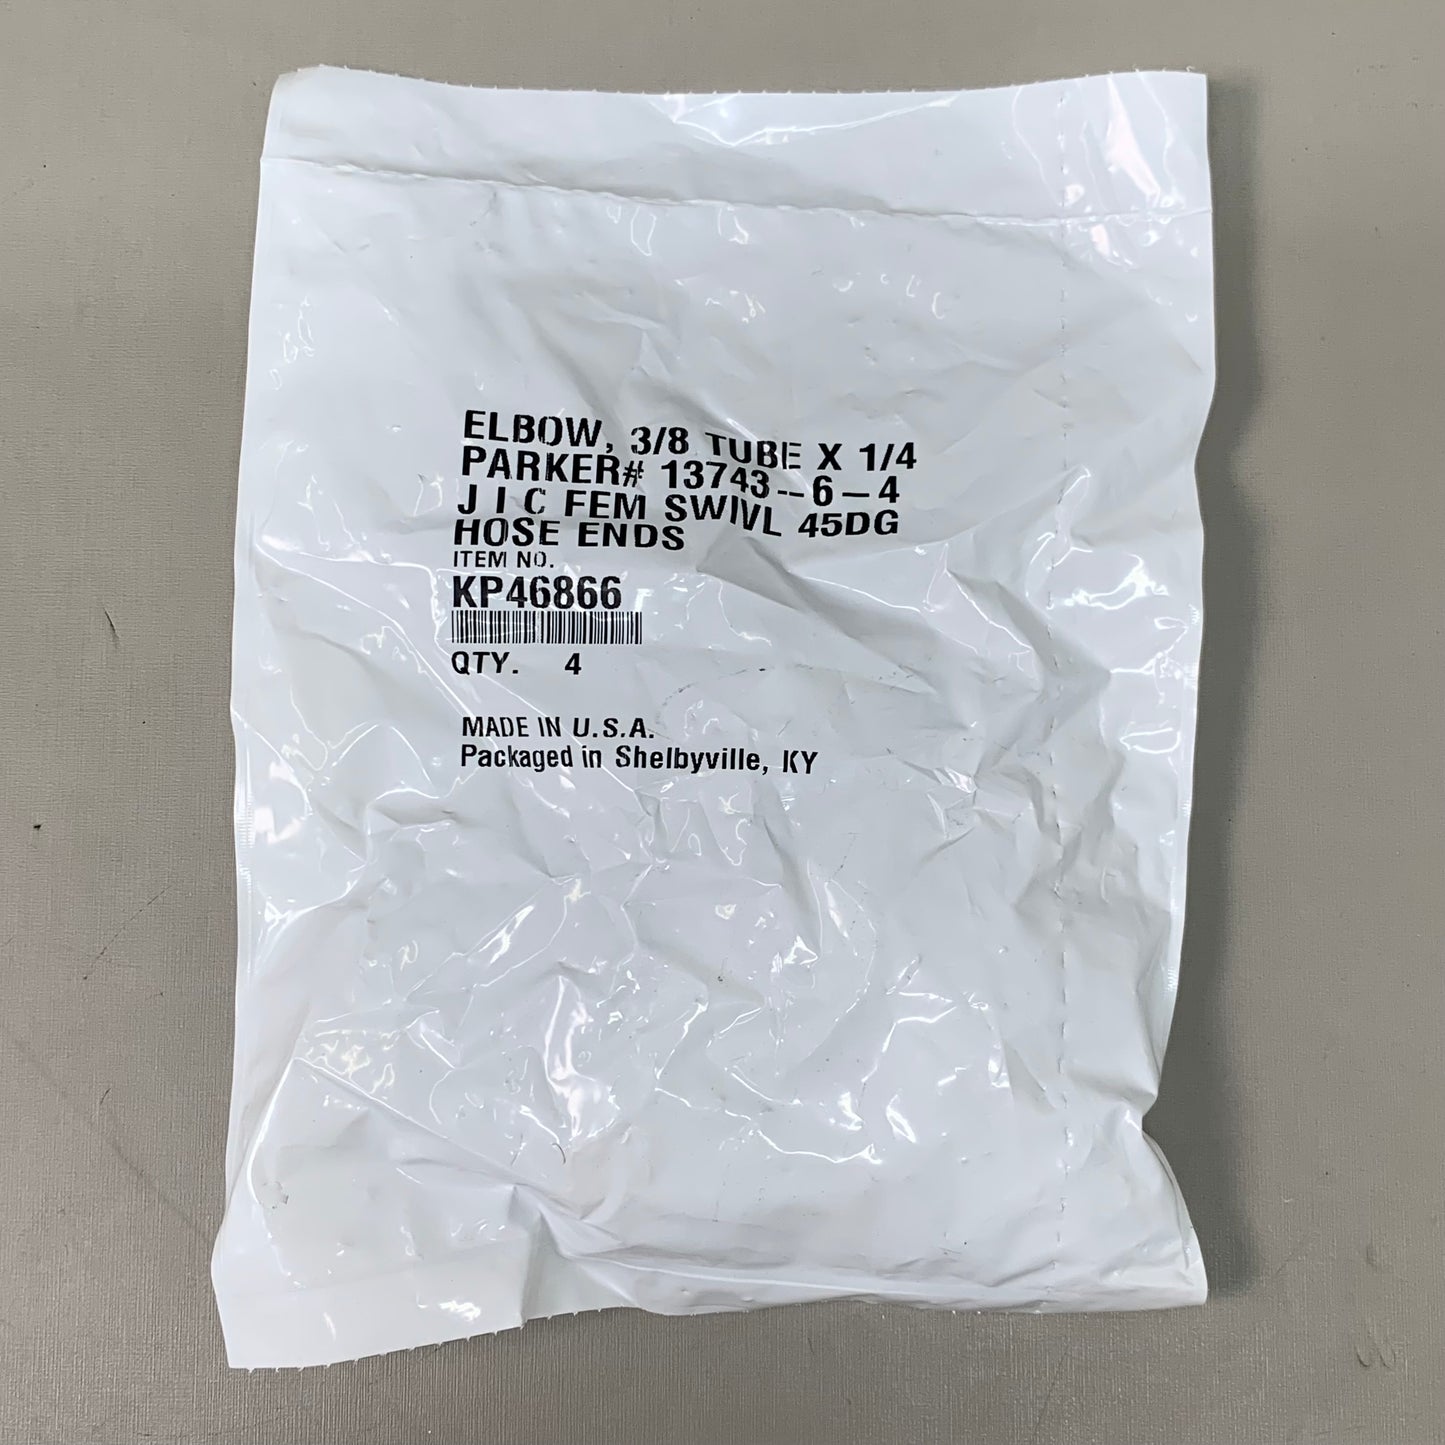 ELBOW, 3/8 TUBE X 1/4
PARKER# 13743--6-4
J I C FEM SWIVL 45DG
HOSE ENDS
ITEM NO.
KP46866
QTY. 4
MADE IN U.S.A.
Packaged in Shelbyville, KY